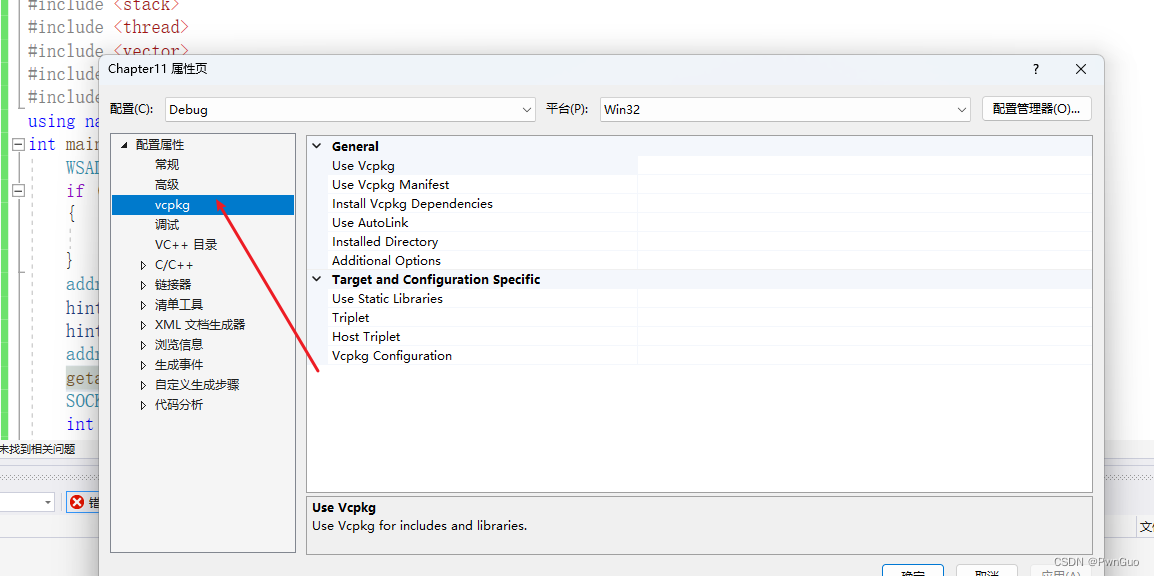 #include <stack>
#include <thread>
#include <vector>
#include
#include
using na
int main
WSAD
if (
{
}
addr
hint
hint
addr
geta
SOCK
int
未找到相关问题
错
文
Chapter11 属性页
?
配置(C):
Debug
平台(P):
Win32
配置管理器(O)...
配置属性
常规
高级
vcpkg
调试
VC++ 目录
C/C++
链接器
清单工具
XML 文档生成器
浏览信息
生成事件
自定义生成步骤
代码分析
General
Use Vcpkg
Use Vcpkg Manifest
Install Vcpkg Dependencies
Use AutoLink
Installed Directory
Additional Options
Target and Configuration Specific
Use Static Libraries
Triplet
Host Triplet
Vcpkg Configuration
Use Vcpkg
Use Vcpkg for includes and libraries.
确定
取消
应用(A)
CSDN @PwnGuo